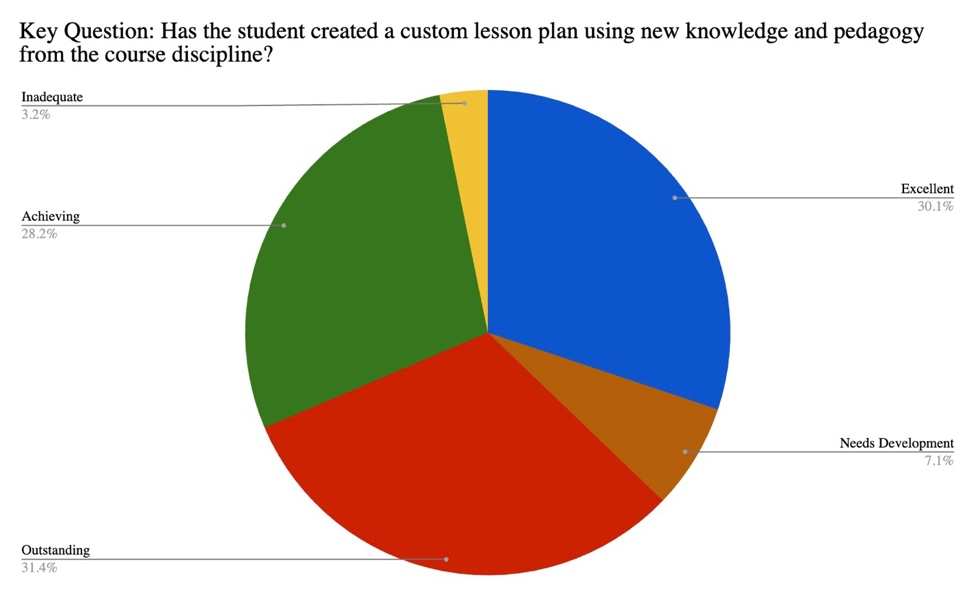 Key Question: Has the student created a custom lesson plan using new knowledge and pedagogy
from the course discipline?
Inadequate
3.2%
Excellent
30.1%
Achieving
28.2%
Needs Development
7.1%
Outstanding
31.4%